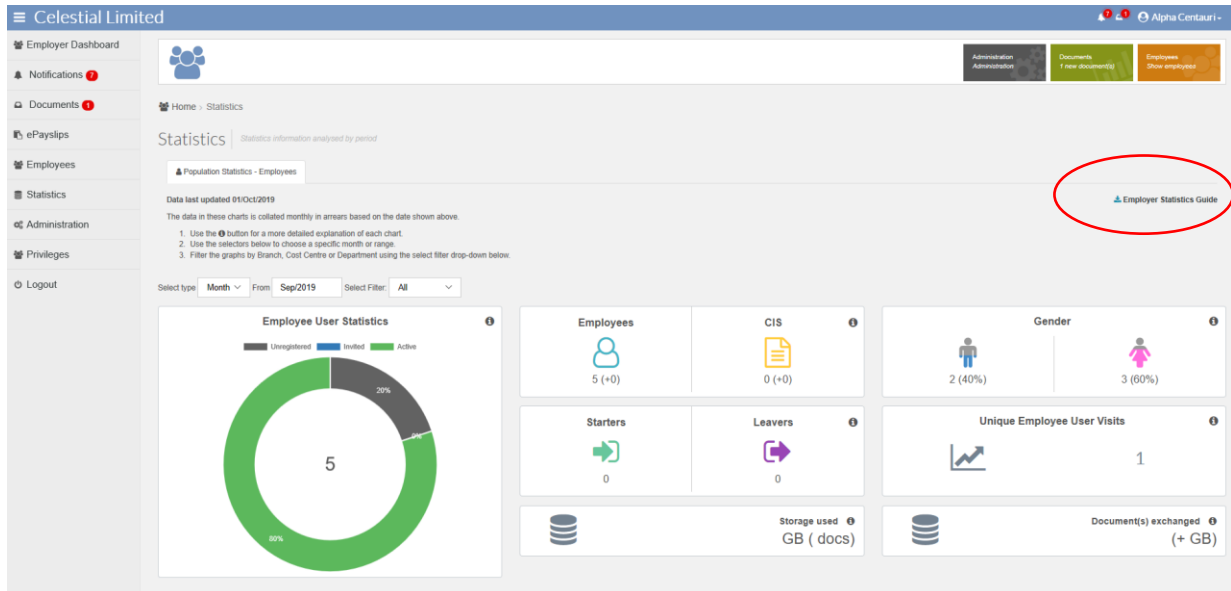 Celestial Limited
7 1 Alpha Centauri
Employer Dashboard
Notifications 7
Documents 1
ePayslips
Employees
Statistics
Administration
Privileges
Logout
Administration
Administration
Documents
1 new document(s)
Employees
Show employees
Home › Statistics
Statistics Statistics information analysed by period
Population Statistics - Employees
Data last updated 01/Oct/2019
Employer Statistics Guide
The data in these charts is collated monthly in arrears based on the date shown above.
1. Use the button for a more detailed explanation of each chart.
2. Use the selectors below to choose a specific month or range.
3. Filter the graphs by Branch, Cost Centre or Department using the select filter drop-down below.
Select type: Month From Sep/2019 Select Filter: All
Employee User Statistics
Unregistered Invited Active
20%
0%
5
80%
Employees
5 (+0)
CIS
0 (+0)
Gender
2 (40%)
3 (60%)
Starters
0
Leavers
0
Unique Employee User Visits
1
Storage used
GB ( docs)
Document(s) exchanged
(+ GB)